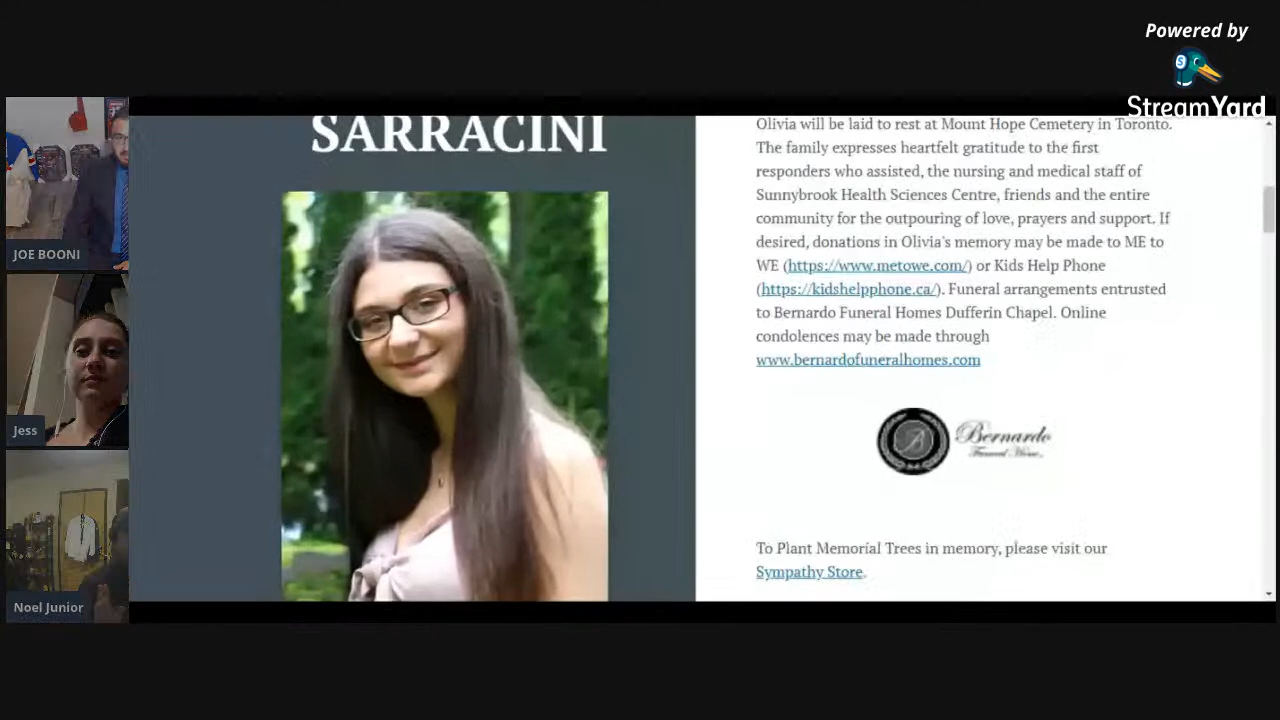 Powered by
StreamYard
SARRACINI
Olivia will be laid to rest at Mount Hope Cemetery in Toronto.
The family expresses heartfelt gratitude to the first
responders who assisted, the nursing and medical staff of
Sunnybrook Health Sciences Centre, friends and the entire
community for the outpouring of love, prayers and support. If
desired, donations in Olivia's memory may be made to ME to
WE (https://www.metowe.com/) or Kids Help Phone
(https://kidshelpphone.ca/). Funeral arrangements entrusted
to Bernardo Funeral Homes Dufferin Chapel. Online
condolences may be made through
www.bernardofuneralhomes.com
Bernardo
Funeral Home
To Plant Memorial Trees in memory, please visit our
Sympathy Store.
JOE BOONI
Jess
Noel Junior